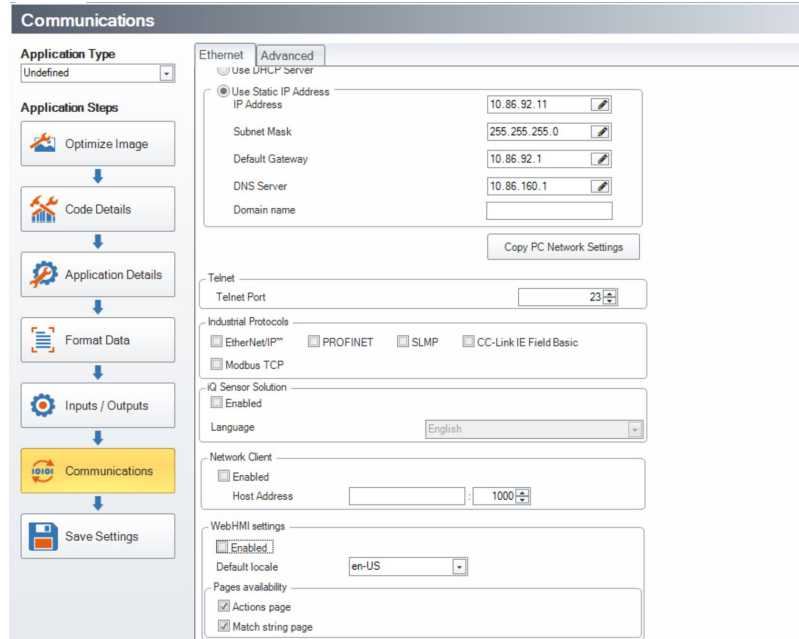 Communications
Application Type
Undefined
Application Steps
Optimize Image
Code Details
Application Details
Format Data
Inputs / Outputs
Communications
Save Settings
Ethernet Advanced
Use DHCP Server
Use Static IP Address
IP Address 10.86.92.11
Subnet Mask 255.255.255.0
Default Gateway 10.86.92.1
DNS Server 10.86.160.1
Domain name
Copy PC Network Settings
Telnet
Telnet Port 23
Industrial Protocols
EtherNet/IP™ PROFINET SLMP CC-Link IE Field Basic
Modbus TCP
iQ Sensor Solution
Enabled
Language English
Network Client
Enabled
Host Address : 1000
WebHMI settings
Enabled
Default locale en-US
Pages availability
Actions page
Match string page